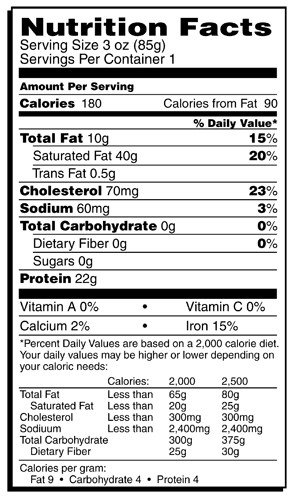 Nutrition Facts
Serving Size 3 oz (85g)
Servings Per Container 1
Amount Per Serving
Calories 180 Calories from Fat 90
% Daily Value*
Total Fat 10g 15%
Saturated Fat 40g 20%
Trans Fat 0.5g
Cholesterol 70mg 23%
Sodium 60mg 3%
Total Carbohydrate 0g 0%
Dietary Fiber 0g 0%
Sugars 0g
Protein 22g
Vitamin A 0% • Vitamin C 0%
Calcium 2% • Iron 15%
*Percent Daily Values are based on a 2,000 calorie diet.
Your daily values may be higher or lower depending on
your caloric needs:
Calories: 2,000 2,500
Total Fat Less than 65g 80g
Saturated Fat Less than 20g 25g
Cholesterol Less than 300mg 300mg
Sodium Less than 2,400mg 2,400mg
Total Carbohydrate 300g 375g
Dietary Fiber 25g 30g
Calories per gram:
Fat 9 • Carbohydrate 4 • Protein 4